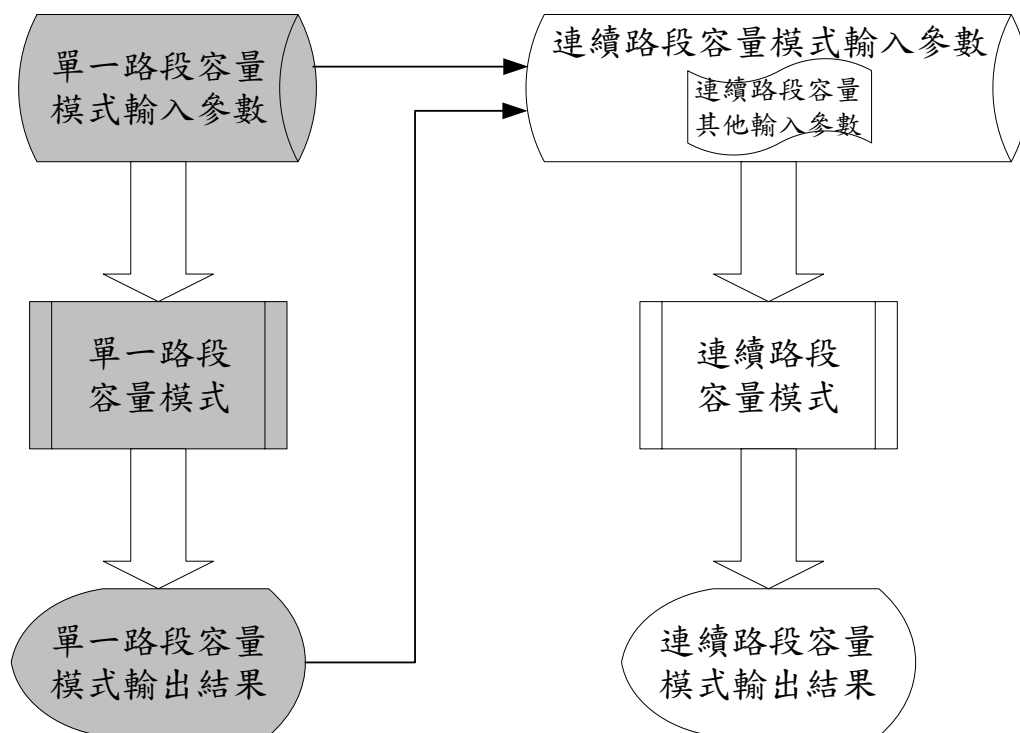 單一路段容量
模式輸入參數
連續路段容量模式輸入參數
連續路段容量
其他輸入參數
單一路段
容量模式
連續路段
容量模式
單一路段容量
模式輸出結果
連續路段容量
模式輸出結果